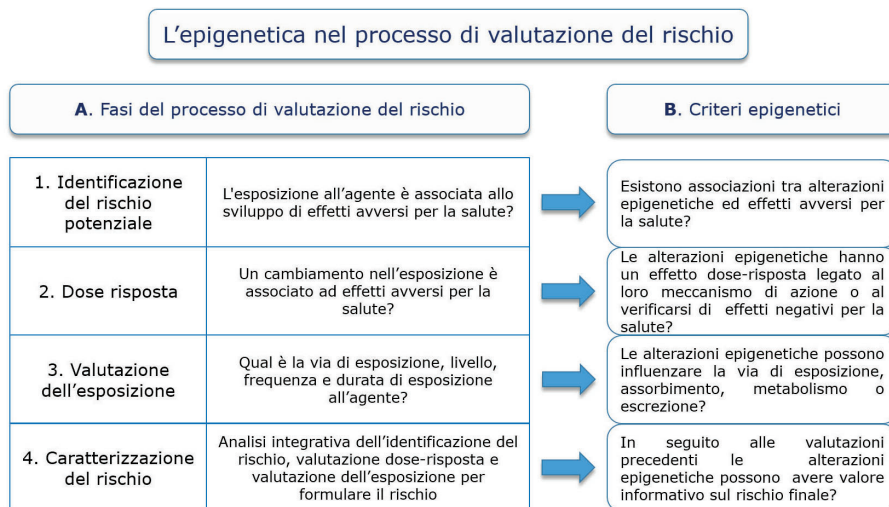 L'epigenetica nel processo di valutazione del rischio
A. Fasi del processo di valutazione del rischio
B. Criteri epigenetici
1. Identificazione
del rischio
potenziale
L'esposizione all'agente è associata allo
sviluppo di effetti avversi per la salute?
Esistono associazioni tra alterazioni
epigenetiche ed effetti avversi per
la salute?
2. Dose risposta
Un cambiamento nell'esposizione è
associato ad effetti avversi per la
salute?
Le alterazioni epigenetiche hanno
un effetto dose-risposta legato al
loro meccanismo di azione o al
verificarsi di effetti negativi per la
salute?
3. Valutazione
dell'esposizione
Qual è la via di esposizione, livello,
frequenza e durata di esposizione
all'agente?
Le alterazioni epigenetiche possono
influenzare la via di esposizione,
assorbimento, metabolismo o
escrezione?
4. Caratterizzazione
del rischio
Analisi integrativa dell'identificazione del
rischio, valutazione dose-risposta e
valutazione dell'esposizione per
formulare il rischio
In seguito alle valutazioni
precedenti le alterazioni
epigenetiche possono avere valore
informativo sul rischio finale?